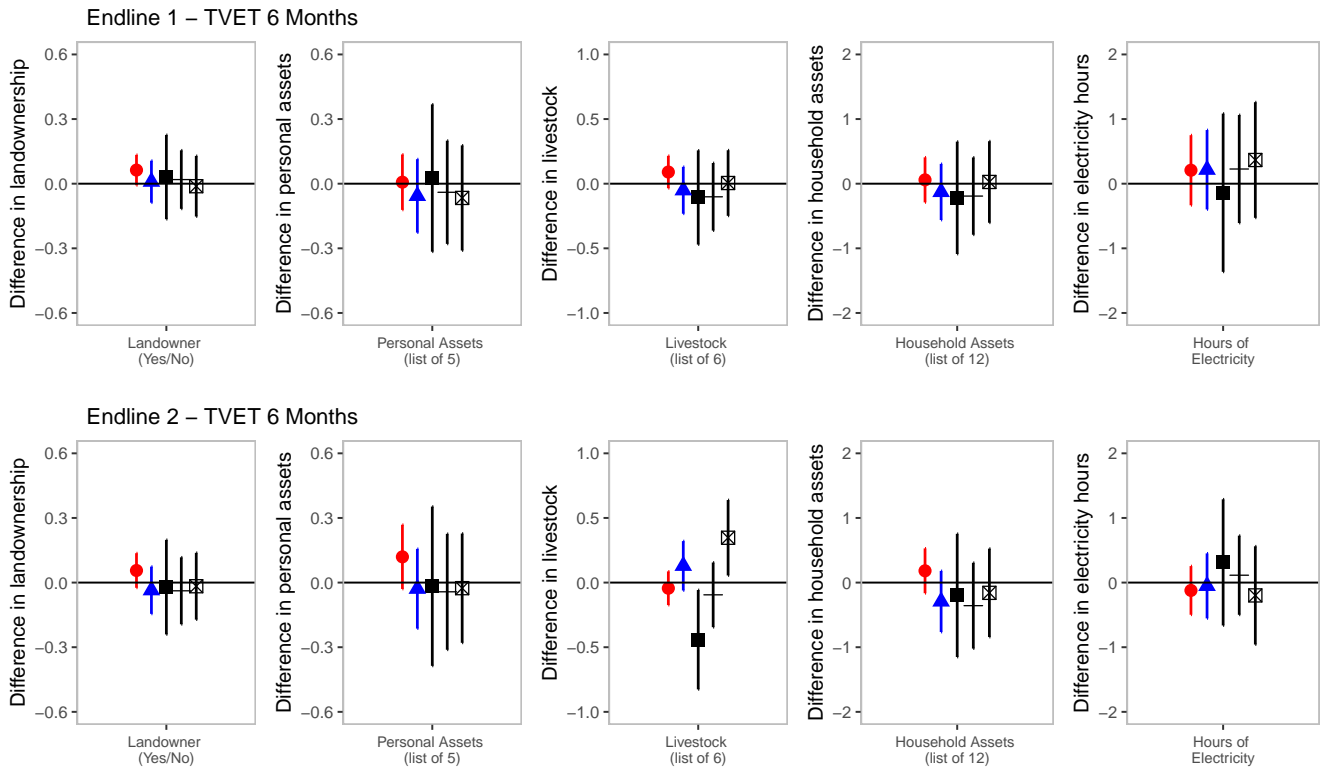 Endline 1 – TVET 6 Months
Difference in landownership
0.6
0.3
0.0
−0.3
−0.6
Landowner
(Yes/No)
Difference in personal assets
0.6
0.3
0.0
−0.3
−0.6
Personal Assets
(list of 5)
Difference in livestock
1.0
0.5
0.0
−0.5
−1.0
Livestock
(list of 6)
Difference in household assets
2
1
0
−1
−2
Household Assets
(list of 12)
Difference in electricity hours
2
1
0
−1
−2
Hours of
Electricity
Endline 2 – TVET 6 Months
Difference in landownership
0.6
0.3
0.0
−0.3
−0.6
Landowner
(Yes/No)
Difference in personal assets
0.6
0.3
0.0
−0.3
−0.6
Personal Assets
(list of 5)
Difference in livestock
1.0
0.5
0.0
−0.5
−1.0
Livestock
(list of 6)
Difference in household assets
2
1
0
−1
−2
Household Assets
(list of 12)
Difference in electricity hours
2
1
0
−1
−2
Hours of
Electricity